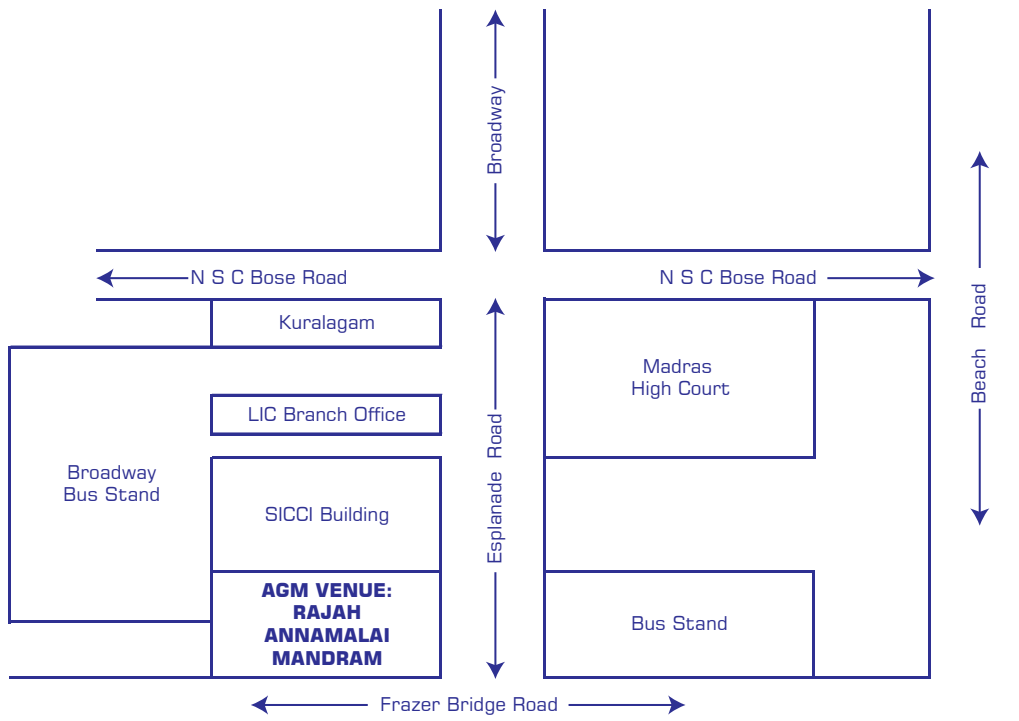 Broadway
N S C Bose Road
N S C Bose Road
Beach Road
Kuralagam
Madras
High Court
LIC Branch Office
Esplanade Road
Broadway
Bus Stand
SICCI Building
AGM VENUE:
RAJAH
ANNAMALAI
MANDRAM
Bus Stand
Frazer Bridge Road